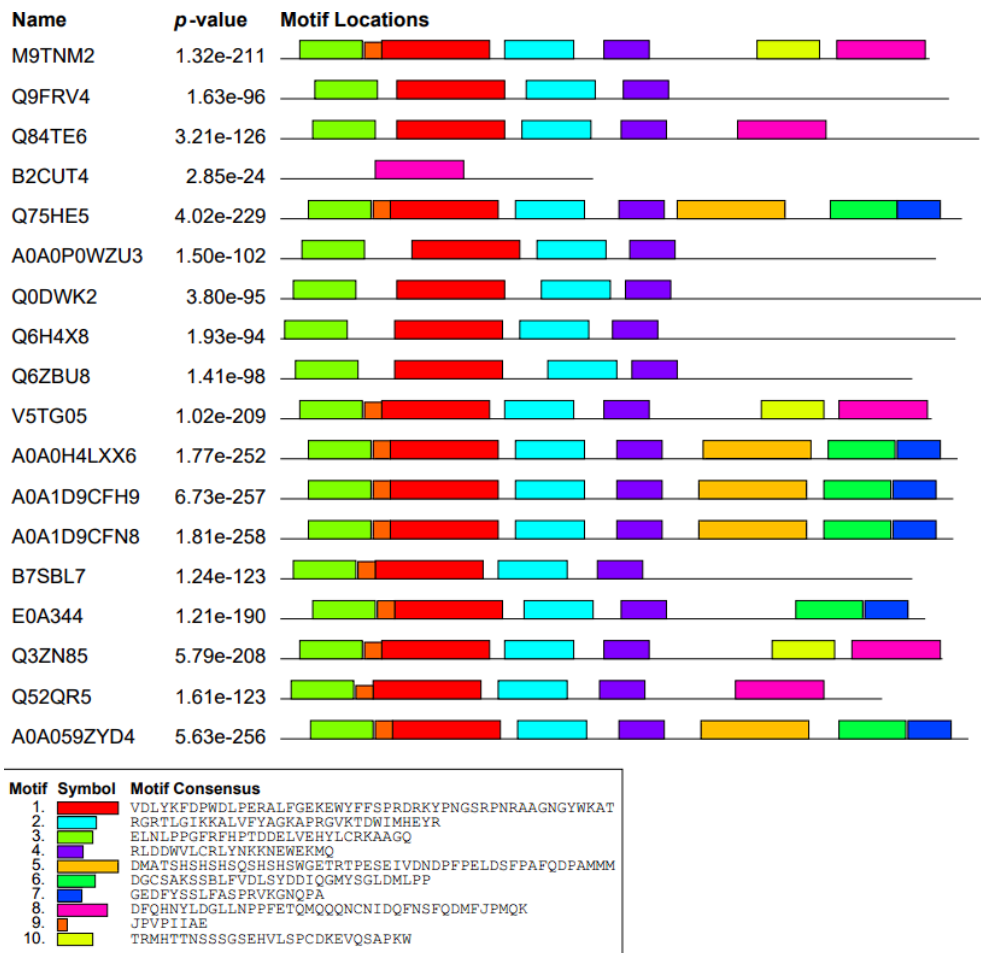 Name p-value Motif Locations
M9TNM2 1.32e-211
Q9FRV4 1.63e-96
Q84TE6 3.21e-126
B2CUT4 2.85e-24
Q75HE5 4.02e-229
A0A0P0WZU3 1.50e-102
Q0DWK2 3.80e-95
Q6H4X8 1.93e-94
Q6ZBU8 1.41e-98
V5TG05 1.02e-209
A0A0H4LXX6 1.77e-252
A0A1D9CFH9 6.73e-257
A0A1D9CFN8 1.81e-258
B7SBL7 1.24e-123
E0A344 1.21e-190
Q3ZN85 5.79e-208
Q52QR5 1.61e-123
A0A059ZYD4 5.63e-256
Motif Symbol Motif Consensus
1. VDLYKFDPWDLPERALFGEKEWYFFSPRDRKYPNGSRPNRAAGNGYWKAT
2. RGRTLGIKKALVFYAGKAPRGVKTDWIMHEYR
3. ELNLPPGFRFHPTDDELVEHYLCRKAAGQ
4. RLDDWVLCRLYNKKNEWEKMQ
5. DMATSHSHSHSQSHSHSWGETRTPESEIVDNDPFPELDSFPAFQDPAMMM
6. DGCSAKSSBLFVDLSYDDIQGMYSGLDMLPP
7. GEDFYSSLFASPRVKGNQPA
8. DFQHNYLDGLLNPPFETQMQQQNCNIDQFNSFQDMFJPMQK
9. JPVPIIAE
10. TRMHTTNSSSGSEHVLSPCDKEVQSAPKW